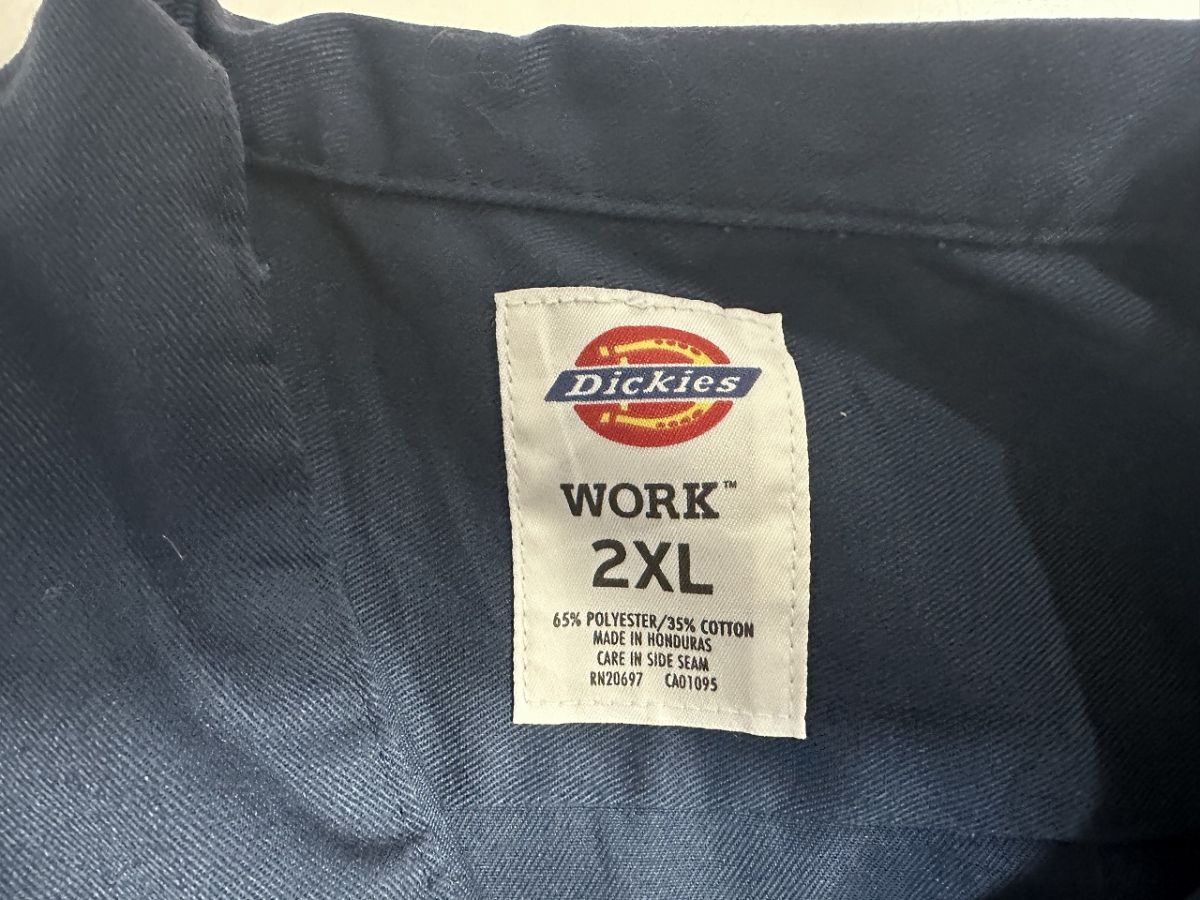 Dickies
WORK™
2XL
65% POLYESTER/35% COTTON
MADE IN HONDURAS
CARE IN SIDE SEAM
RN20697 CA01095